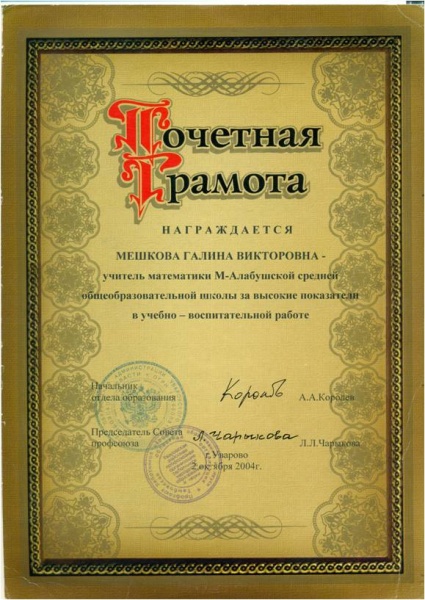 Почетная
Грамота
НАГРАЖДАЕТСЯ
МЕШКОВА ГАЛИНА ВИКТОРОВНА -
учитель математики М-Алабушской средней
общеобразовательной школы за высокие показатели
в учебно – воспитательной работе
Начальник
отдела образования
А.А.Королев
Председатель Совета
профсоюза
Л.Чарыкова
Л.Л.Чарыкова
г.Уварово
2 октября 2004г.